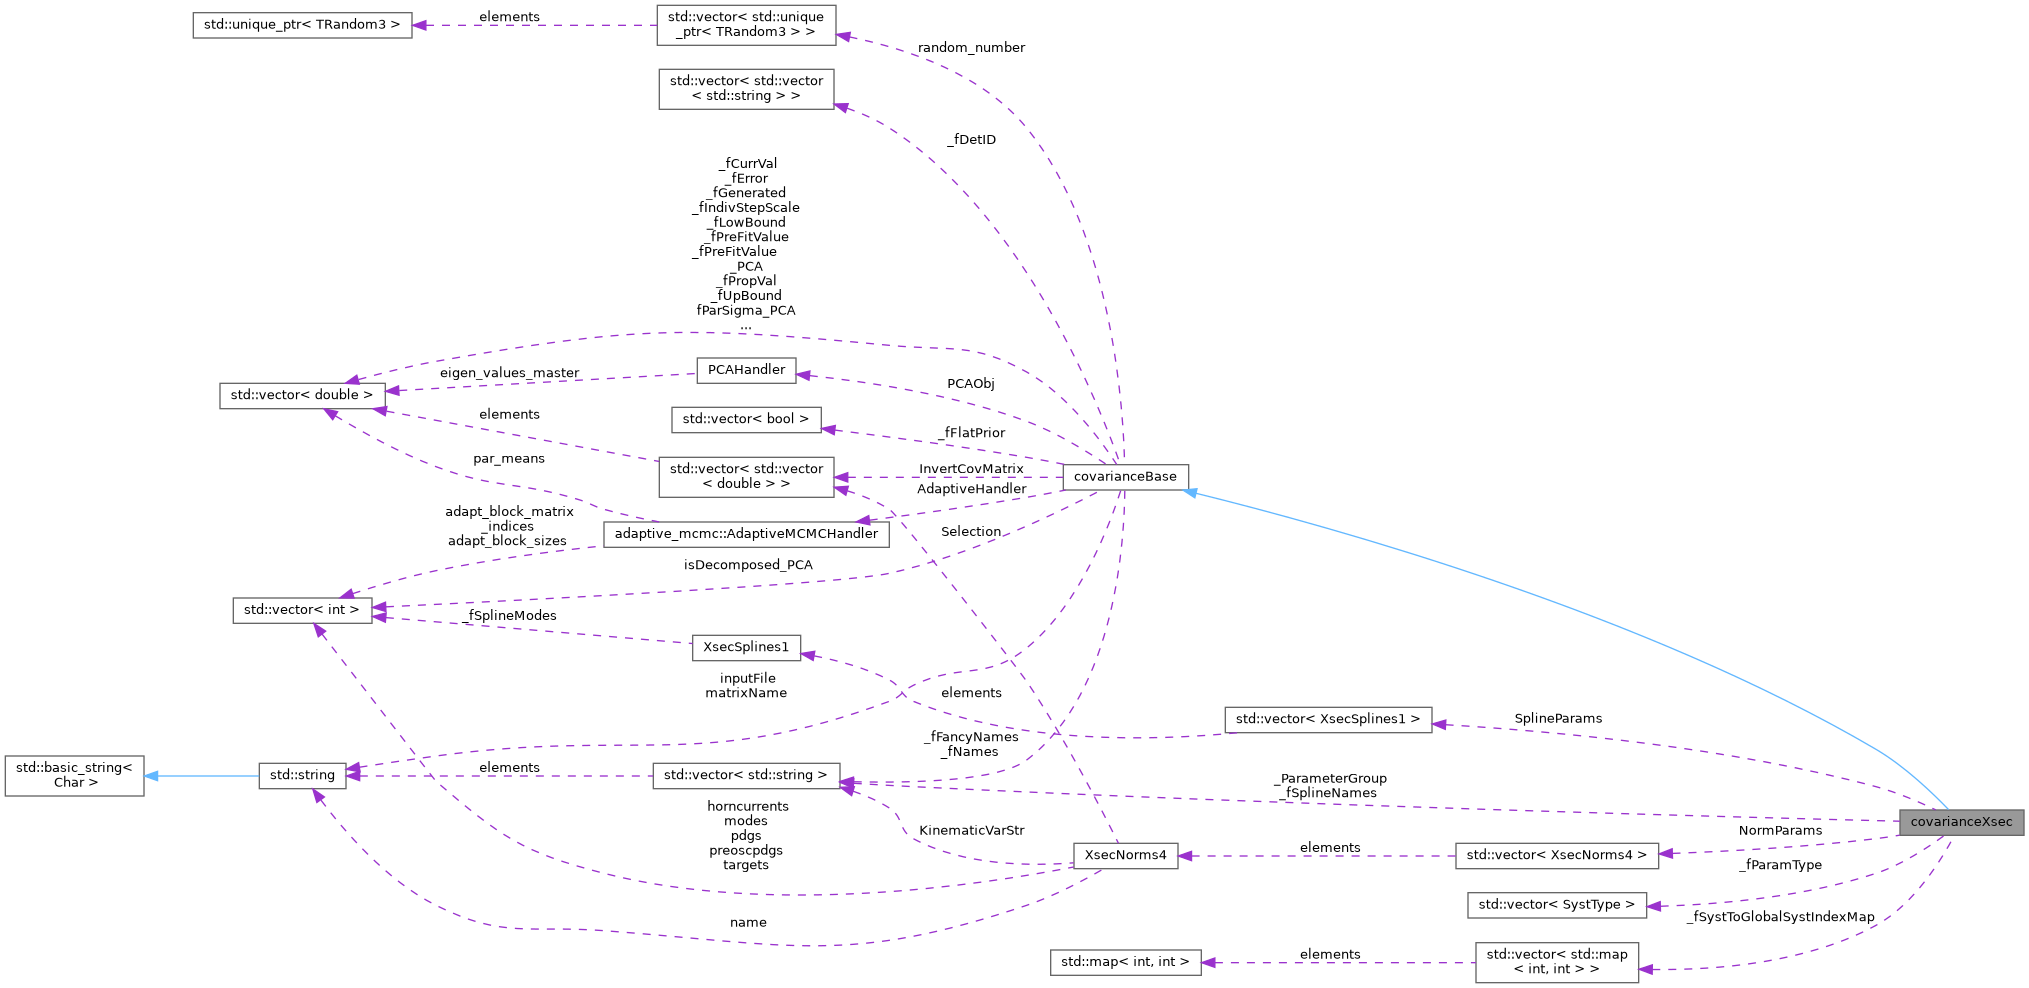 std::unique_ptr< TRandom3 >
elements
std::vector< std::unique
_ptr< TRandom3 > >
random_number
std::vector< std::vector
< std::string > >
_fDetID
_fCurrVal
_fError
_fGenerated
_fIndivStepScale
_fLowBound
_fPreFitValue
_fPreFitValue
_PCA
_fPropVal
_fUpBound
fParSigma_PCA
...
PCAHandler
eigen_values_master
PCAObj
std::vector< double >
elements
std::vector< bool >
_fFlatPrior
par_means
std::vector< std::vector
< double > >
InvertCovMatrix
covarianceBase
AdaptiveHandler
adapt_block_matrix
_indices
adapt_block_sizes
adaptive_mcmc::AdaptiveMCMCHandler
Selection
isDecomposed_PCA
std::vector< int >
_fSplineModes
XsecSplines1
inputFile
matrixName
elements
std::vector< XsecSplines1 >
SplineParams
_fFancyNames
_fNames
std::basic_string<
Char >
std::string
elements
std::vector< std::string >
_ParameterGroup
_fSplineNames
horncurrents
modes
pdgs
preoscpdgs
targets
KinematicVarStr
covarianceXsec
NormParams
XsecNorms4
elements
std::vector< XsecNorms4 >
_fParamType
std::vector< SystType >
name
_fSystToGlobalSystIndexMap
std::map< int, int >
elements
std::vector< std::map
< int, int > >